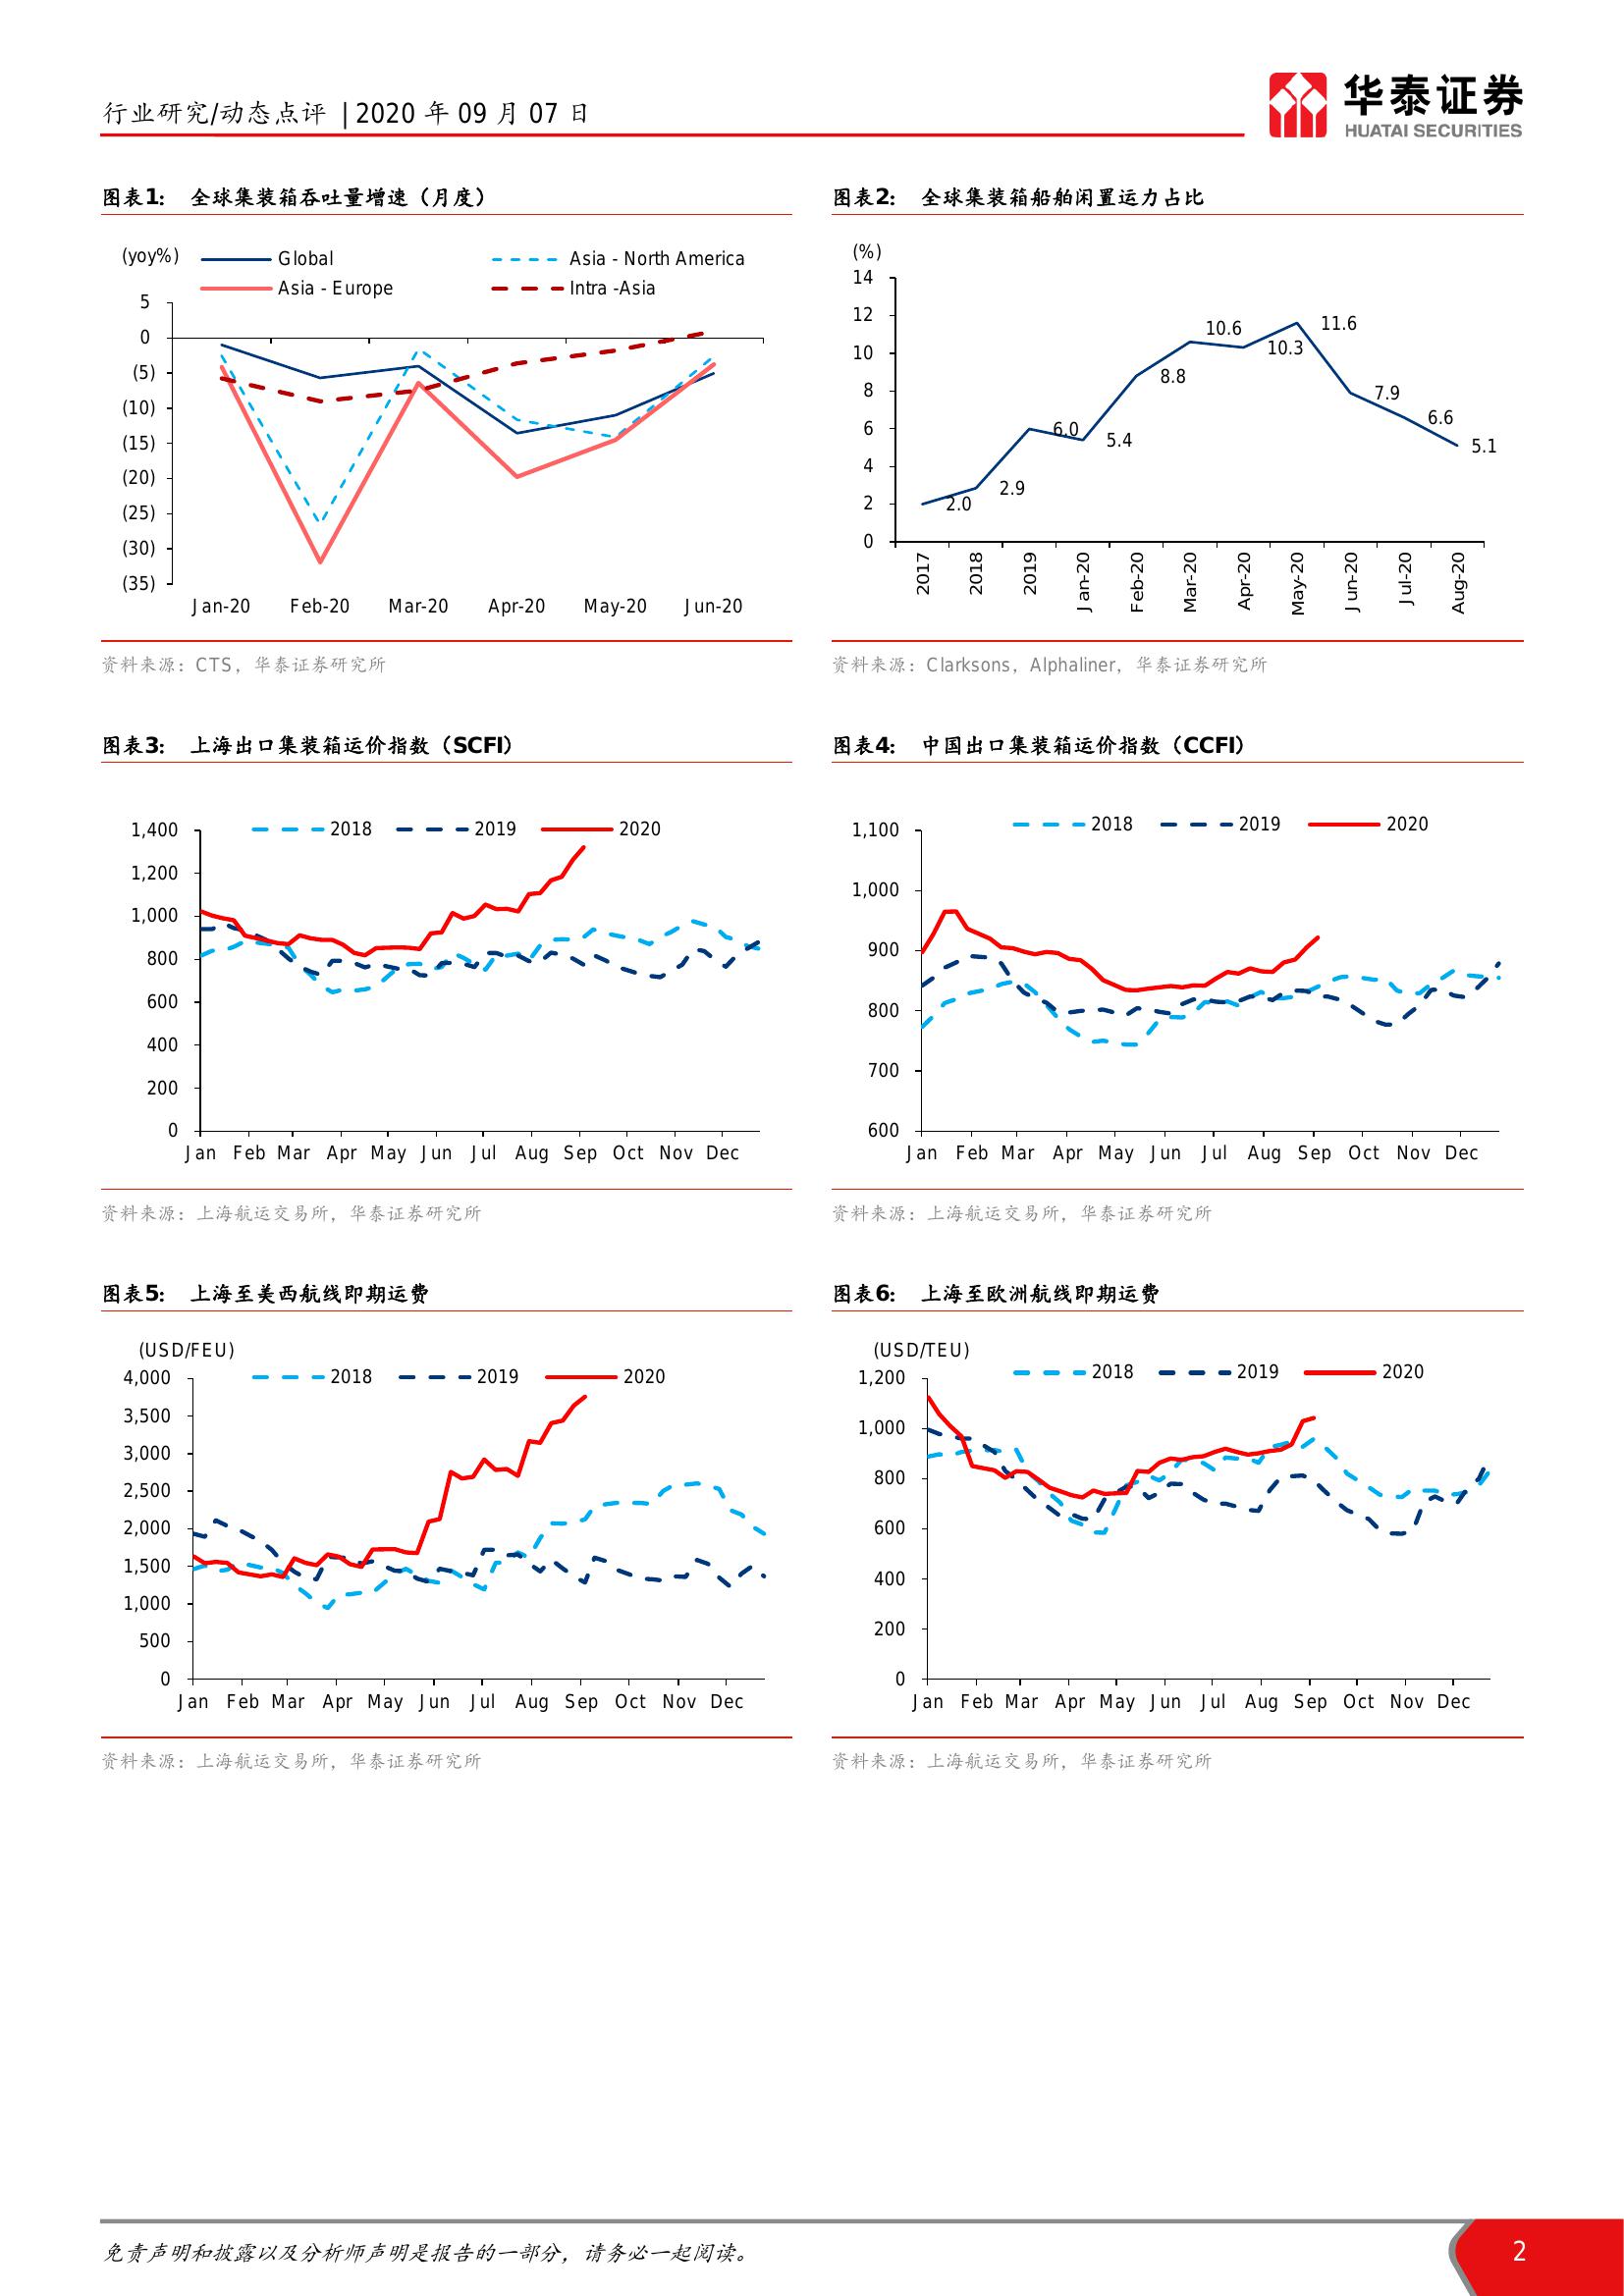 行业研究/动态点评 | 2020 年 09 月 07 日
华泰证券
HUATAI SECURITIES
图表1： 全球集装箱吞吐量增速（月度）
(yoy%)
Global
Asia - North America
Asia - Europe
Intra -Asia
5
0
(5)
(10)
(15)
(20)
(25)
(30)
(35)
Jan-20 Feb-20 Mar-20 Apr-20 May-20 Jun-20
资料来源：CTS，华泰证券研究所
图表2： 全球集装箱船舶闲置运力占比
(%)
14
12
10
8
6
4
2
0
2.0
2.9
6.0
5.4
8.8
10.6
10.3
11.6
7.9
6.6
5.1
2017 2018 2019 Jan-20 Feb-20 Mar-20 Apr-20 May-20 Jun-20 Jul-20 Aug-20
资料来源：Clarksons，Alphaliner，华泰证券研究所
图表3： 上海出口集装箱运价指数（SCFI）
2018 2019 2020
1,400
1,200
1,000
800
600
400
200
0
Jan Feb Mar Apr May Jun Jul Aug Sep Oct Nov Dec
资料来源：上海航运交易所，华泰证券研究所
图表4： 中国出口集装箱运价指数（CCFI）
2018 2019 2020
1,100
1,000
900
800
700
600
Jan Feb Mar Apr May Jun Jul Aug Sep Oct Nov Dec
资料来源：上海航运交易所，华泰证券研究所
图表5： 上海至美西航线即期运费
(USD/FEU)
2018 2019 2020
4,000
3,500
3,000
2,500
2,000
1,500
1,000
500
0
Jan Feb Mar Apr May Jun Jul Aug Sep Oct Nov Dec
资料来源：上海航运交易所，华泰证券研究所
图表6： 上海至欧洲航线即期运费
(USD/TEU)
2018 2019 2020
1,200
1,000
800
600
400
200
0
Jan Feb Mar Apr May Jun Jul Aug Sep Oct Nov Dec
资料来源：上海航运交易所，华泰证券研究所
免责声明和披露以及分析师声明是报告的一部分，请务必一起阅读。
2